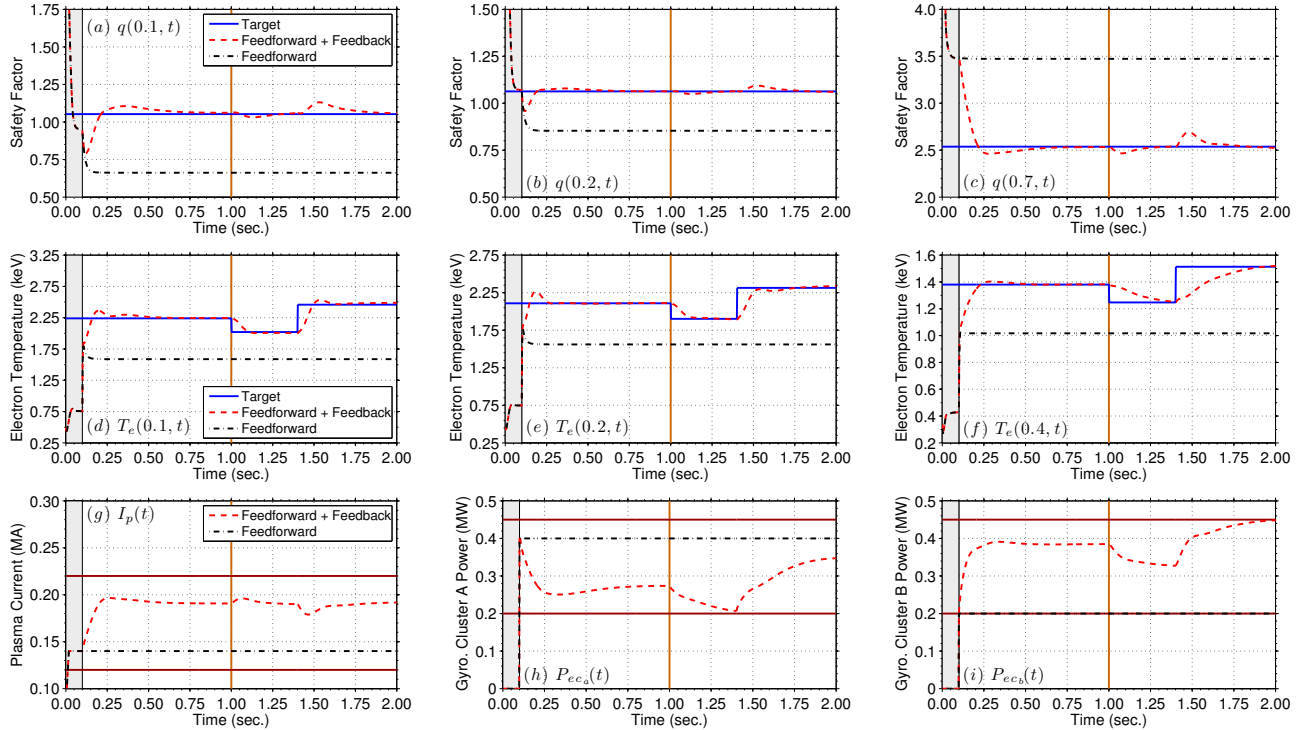 1.75
1.50
1.25
1.00
0.75
0.50
Safety Factor
(a) q(0.1, t)
Target
Feedforward + Feedback
Feedforward
0.00 0.25 0.50 0.75 1.00 1.25 1.50 1.75 2.00
Time (sec.)
1.50
1.25
1.00
0.75
0.50
Safety Factor
(b) q(0.2, t)
0.00 0.25 0.50 0.75 1.00 1.25 1.50 1.75 2.00
Time (sec.)
4.0
3.5
3.0
2.5
2.0
Safety Factor
(c) q(0.7, t)
0.00 0.25 0.50 0.75 1.00 1.25 1.50 1.75 2.00
Time (sec.)
3.25
2.75
2.25
1.75
1.25
0.75
0.25
Electron Temperature (keV)
Target
Feedforward + Feedback
Feedforward
(d) Te(0.1, t)
0.00 0.25 0.50 0.75 1.00 1.25 1.50 1.75 2.00
Time (sec.)
2.75
2.25
1.75
1.25
0.75
0.25
Electron Temperature (keV)
(e) Te(0.2, t)
0.00 0.25 0.50 0.75 1.00 1.25 1.50 1.75 2.00
Time (sec.)
1.6
1.4
1.2
1.0
0.8
0.6
0.4
0.2
Electron Temperature (keV)
(f) Te(0.4, t)
0.00 0.25 0.50 0.75 1.00 1.25 1.50 1.75 2.00
Time (sec.)
0.30
0.25
0.20
0.15
0.10
Plasma Current (MA)
(g) Ip(t)
Feedforward + Feedback
Feedforward
0.00 0.25 0.50 0.75 1.00 1.25 1.50 1.75 2.00
Time (sec.)
0.5
0.4
0.3
0.2
0.1
0
Gyro. Cluster A Power (MW)
(h) Peca(t)
0.00 0.25 0.50 0.75 1.00 1.25 1.50 1.75 2.00
Time (sec.)
0.5
0.4
0.3
0.2
0.1
0
Gyro. Cluster B Power (MW)
(i) Pecb(t)
0.00 0.25 0.50 0.75 1.00 1.25 1.50 1.75 2.00
Time (sec.)